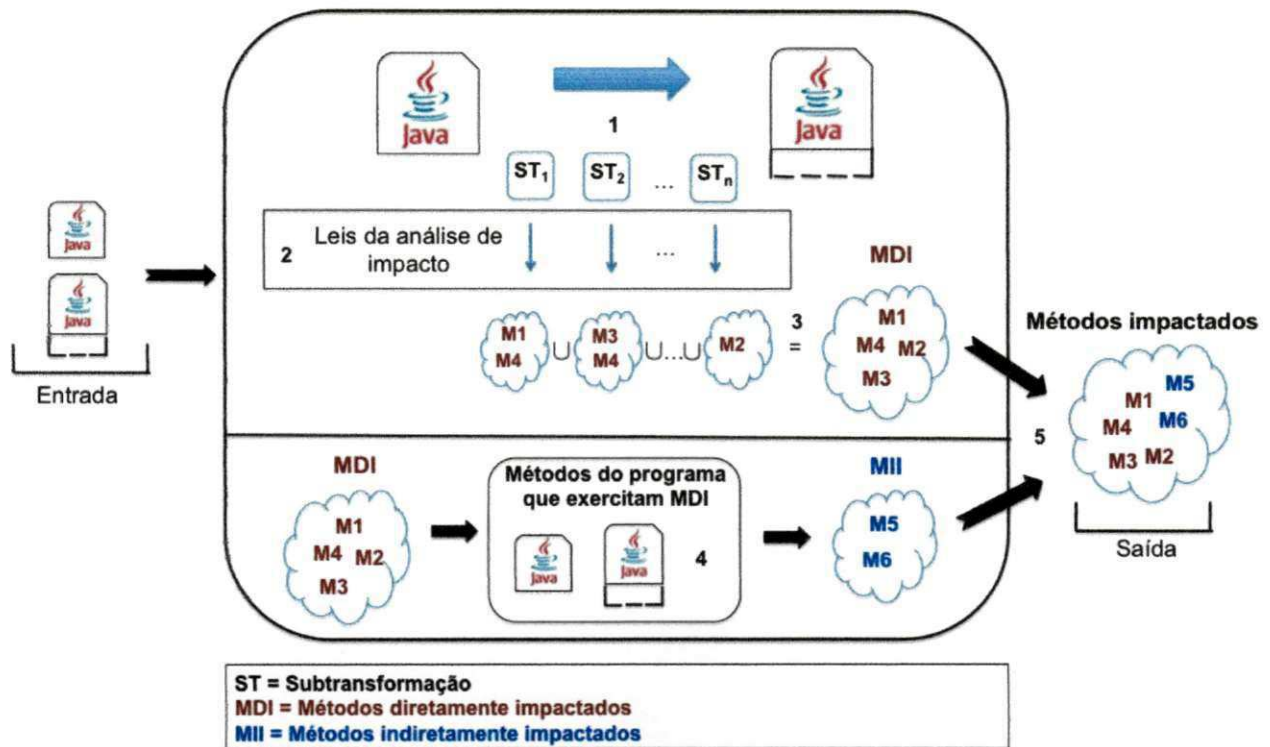 Java
Java
1
ST1 ST2 ... STn
Java
Java
2 Leis da análise de
impacto
...
MDI
M1
M4
∪
M3
M4
∪...∪
M2
3
=
M1
M4 M2
M3
Métodos impactados
M5
M1
M6
M4
M3 M2
Entrada
5
Saída
MDI
M1
M4 M2
M3
Métodos do programa
que exercitam MDI
Java
Java
4
MII
M5
M6
ST = Subtransformação
MDI = Métodos diretamente impactados
MII = Métodos indiretamente impactados